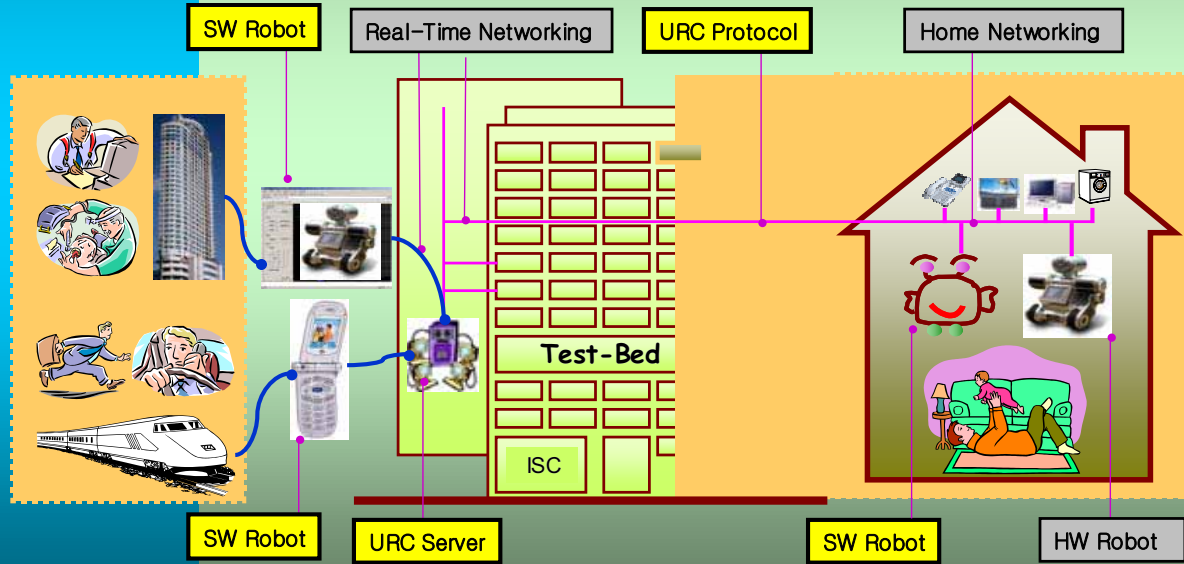 SW Robot
Real-Time Networking
URC Protocol
Home Networking
Test-Bed
ISC
SW Robot
URC Server
SW Robot
HW Robot